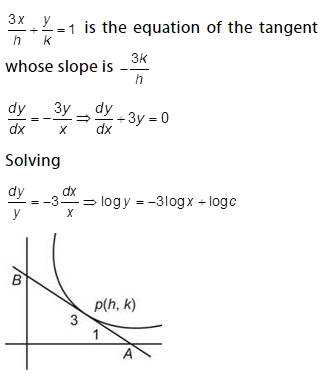 3x/h + y/k = 1 is the equation of the tangent
whose slope is -3k/h
dy/dx = -3y/x ⇒ dy/dx + 3y = 0
Solving
dy/y = -3 dx/x ⇒ log y = -3 log x + log c
B
p(h, k)
3
1
A